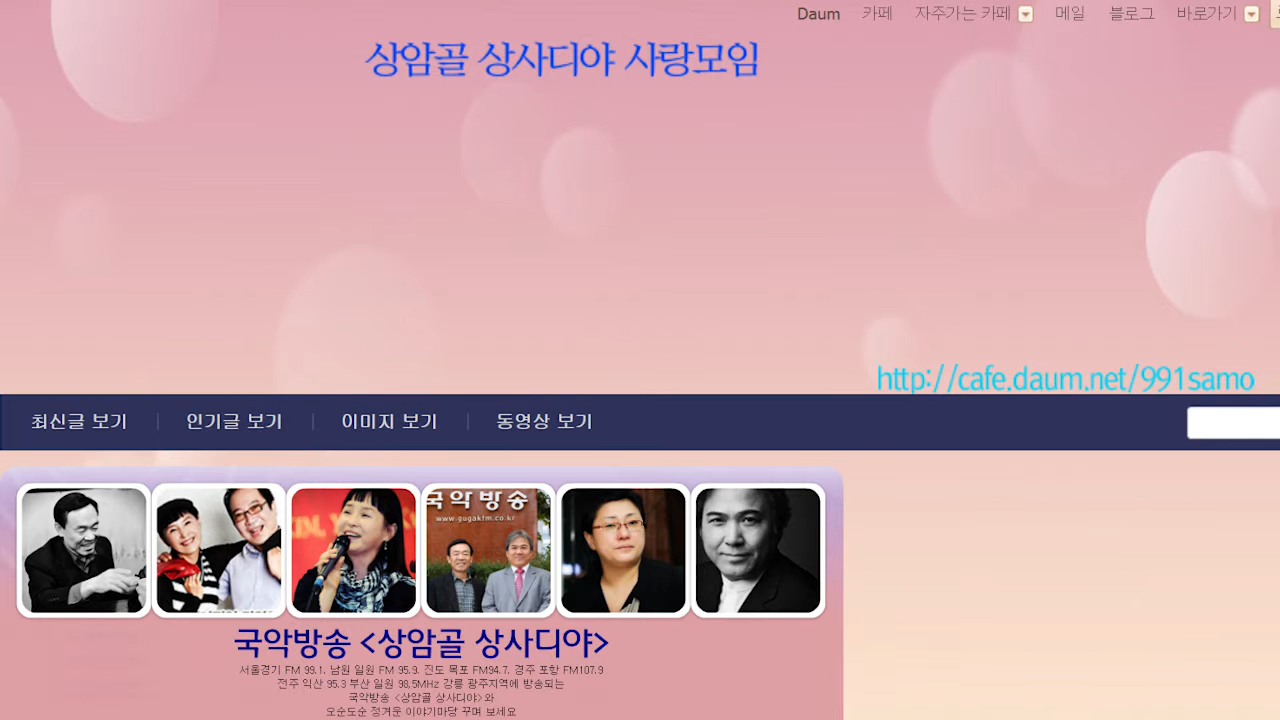 Daum 카페 자주가는 카페 메일 블로그 바로가기
상암골 상사디야 사랑모임
http://cafe.daum.net/991samo
최신글 보기 인기글 보기 이미지 보기 동영상 보기
국악방송
www.gugakfm.co.kr
국악방송 <상암골 상사디야>
서울경기 FM 99.1, 남원 일원 FM 95.9, 진도 목포 FM94.7, 경주 포항 FM107.9
전주 익산 95.3 부산 일원 98.5MHz 강릉 광주지역에 방송되는
국악방송 <상암골 상사디야>와
오순도순 정겨운 이야기마당 꾸며 보세요